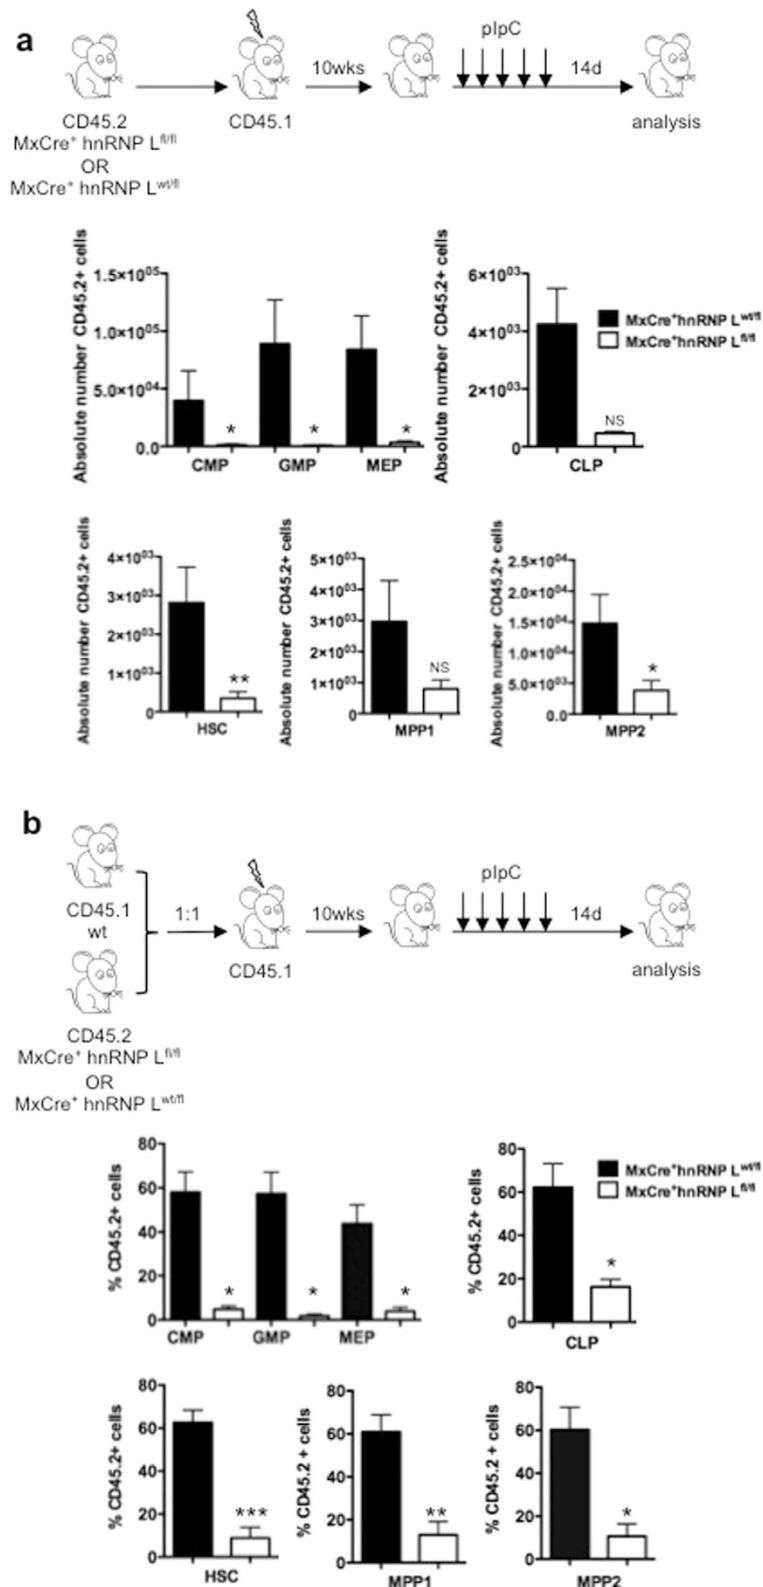 a
pIpC
10wks
14d
CD45.2
CD45.1
analysis
MxCre⁺ hnRNP L^fl/fl
OR
MxCre⁺ hnRNP L^wt/fl
Absolute number CD45.2+ cells
1.5×10⁰⁵
1.0×10⁰⁵
5.0×10⁰⁴
0.0
*
*
*
CMP
GMP
MEP
Absolute number CD45.2+ cells
6×10⁰³
4×10⁰³
2×10⁰³
0
NS
CLP
MxCre⁺hnRNP L^wt/fl
MxCre⁺hnRNP L^fl/fl
Absolute number CD45.2+ cells
4×10⁰³
3×10⁰³
2×10⁰³
1×10⁰³
0
**
HSC
Absolute number CD45.2+ cells
5×10⁰³
4×10⁰³
3×10⁰³
2×10⁰³
1×10⁰³
0
NS
MPP1
Absolute number CD45.2+ cells
2.5×10⁰⁴
2.0×10⁰⁴
1.5×10⁰⁴
1.0×10⁰⁴
5.0×10⁰³
0.0
*
MPP2
b
CD45.1
wt
1:1
10wks
pIpC
14d
CD45.1
analysis
CD45.2
MxCre⁺ hnRNP L^fl/fl
OR
MxCre⁺ hnRNP L^wt/fl
% CD45.2+ cells
80
60
40
20
0
*
*
*
CMP
GMP
MEP
% CD45.2+ cells
80
60
40
20
0
*
CLP
MxCre⁺hnRNP L^wt/fl
MxCre⁺hnRNP L^fl/fl
% CD45.2+ cells
80
60
40
20
0
***
HSC
% CD45.2 + cells
80
60
40
20
0
**
MPP1
% CD45.2 + cells
80
60
40
20
0
*
MPP2